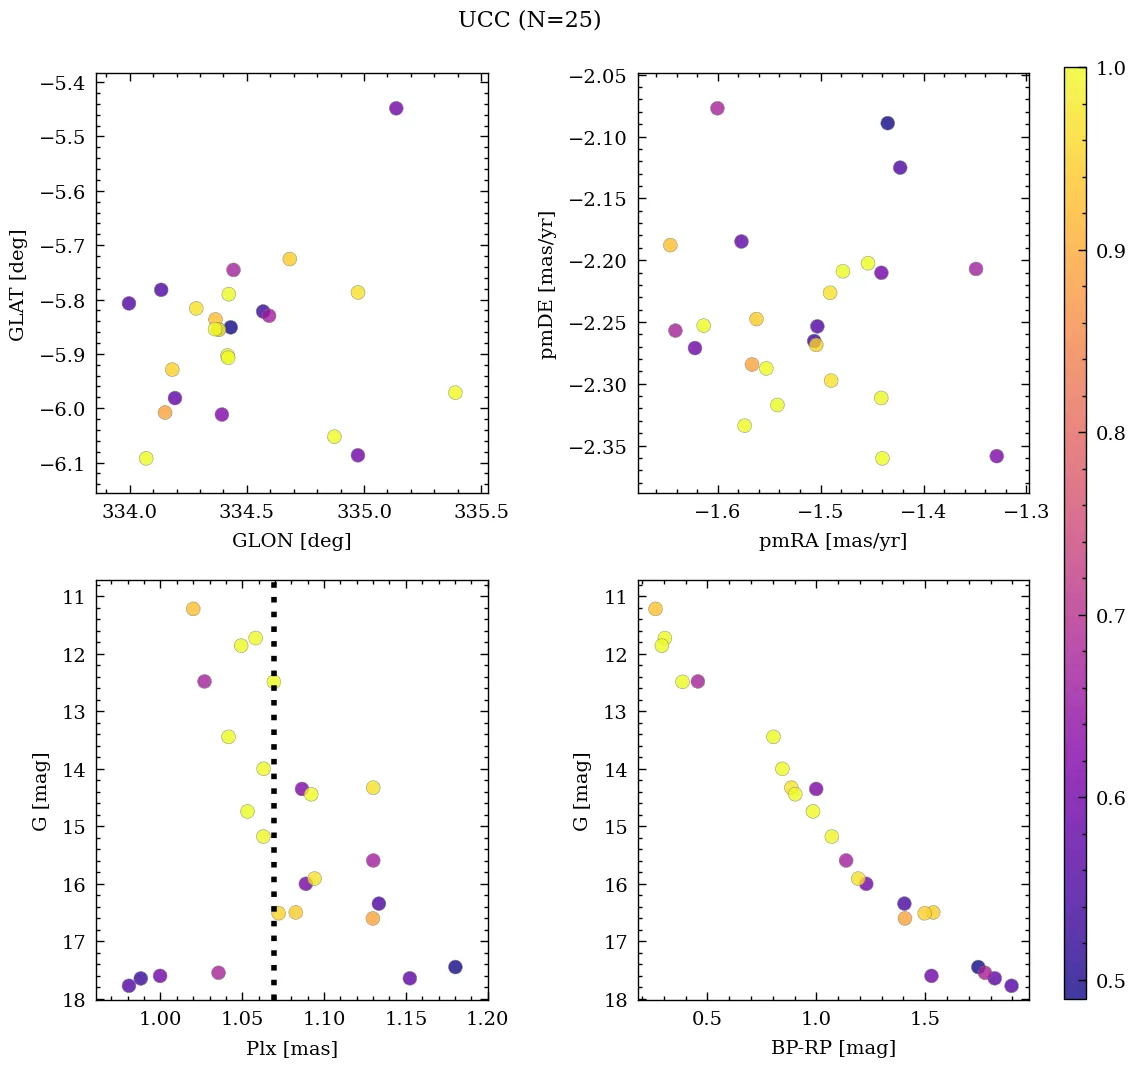 UCC (N=25)
−5.4
−5.5
−5.6
−5.7
−5.8
−5.9
−6.0
−6.1
GLAT [deg]
334.0 334.5 335.0 335.5
GLON [deg]
−2.05
−2.10
−2.15
−2.20
−2.25
−2.30
−2.35
pmDE [mas/yr]
−1.6 −1.5 −1.4 −1.3
pmRA [mas/yr]
11
12
13
14
15
16
17
18
G [mag]
1.00 1.05 1.10 1.15 1.20
Plx [mas]
11
12
13
14
15
16
17
18
G [mag]
0.5 1.0 1.5
BP-RP [mag]
1.0
0.9
0.8
0.7
0.6
0.5